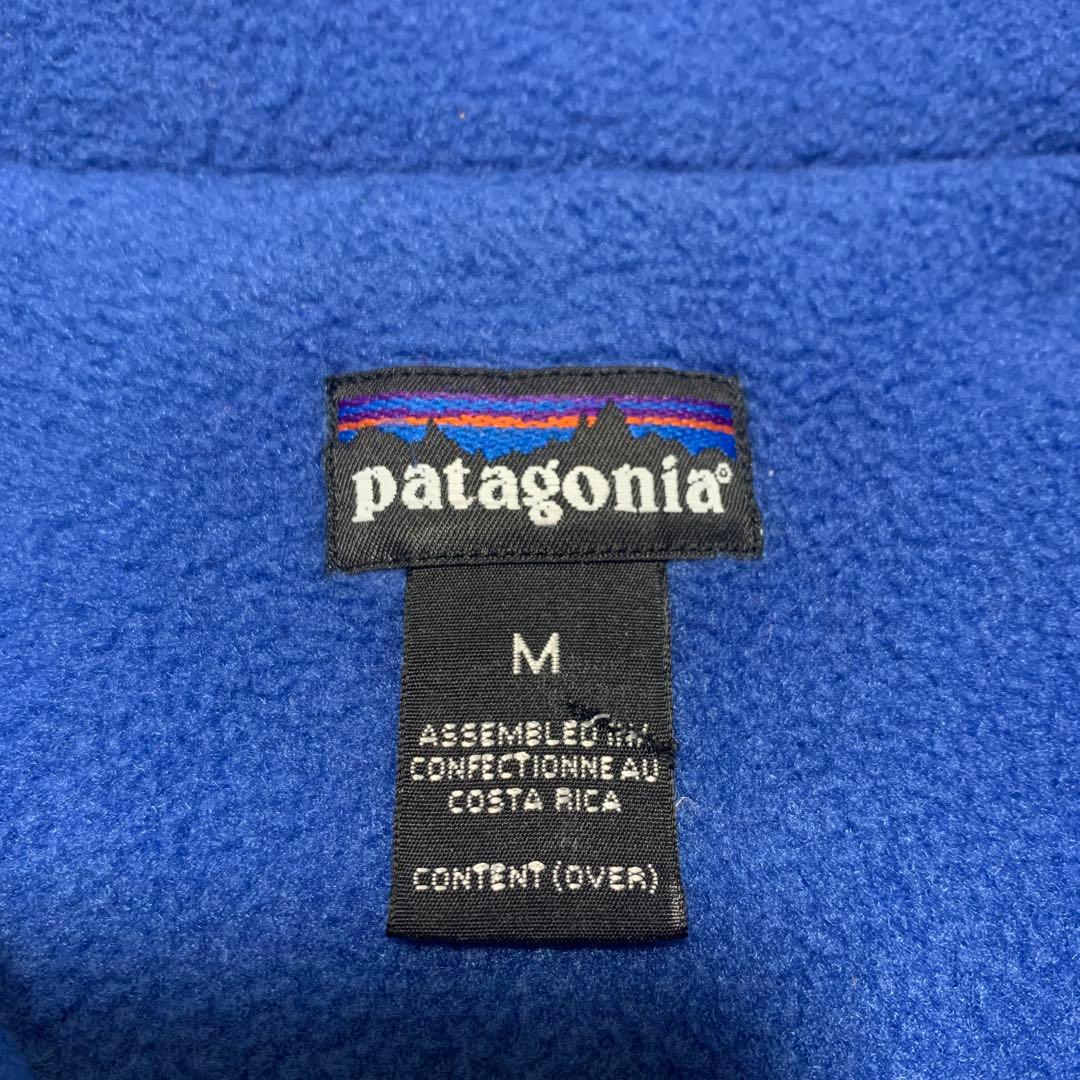 patagonia®
M
ASSEMBLED IN
CONFECTIONNE AU
COSTA RICA
CONTENT (OVER)